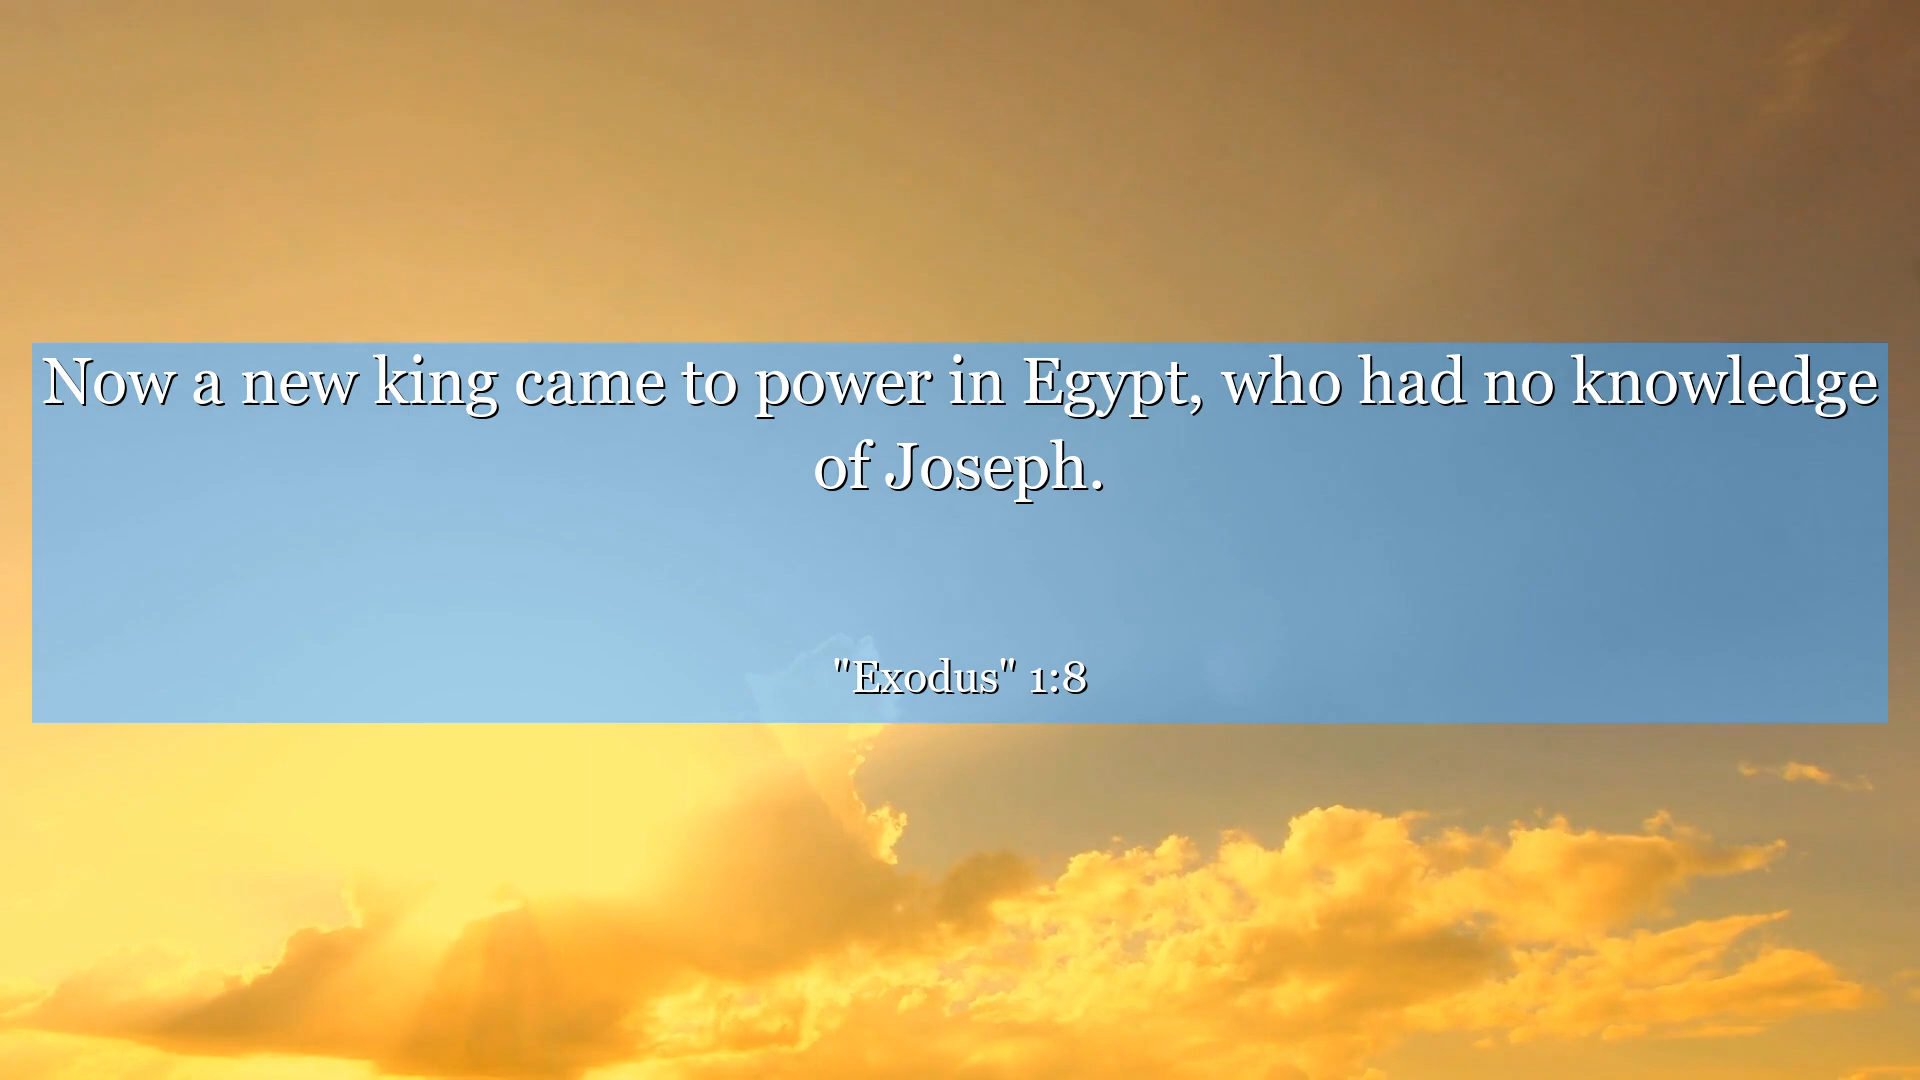 Now a new king came to power in Egypt, who had no knowledge
of Joseph.
"Exodus" 1:8